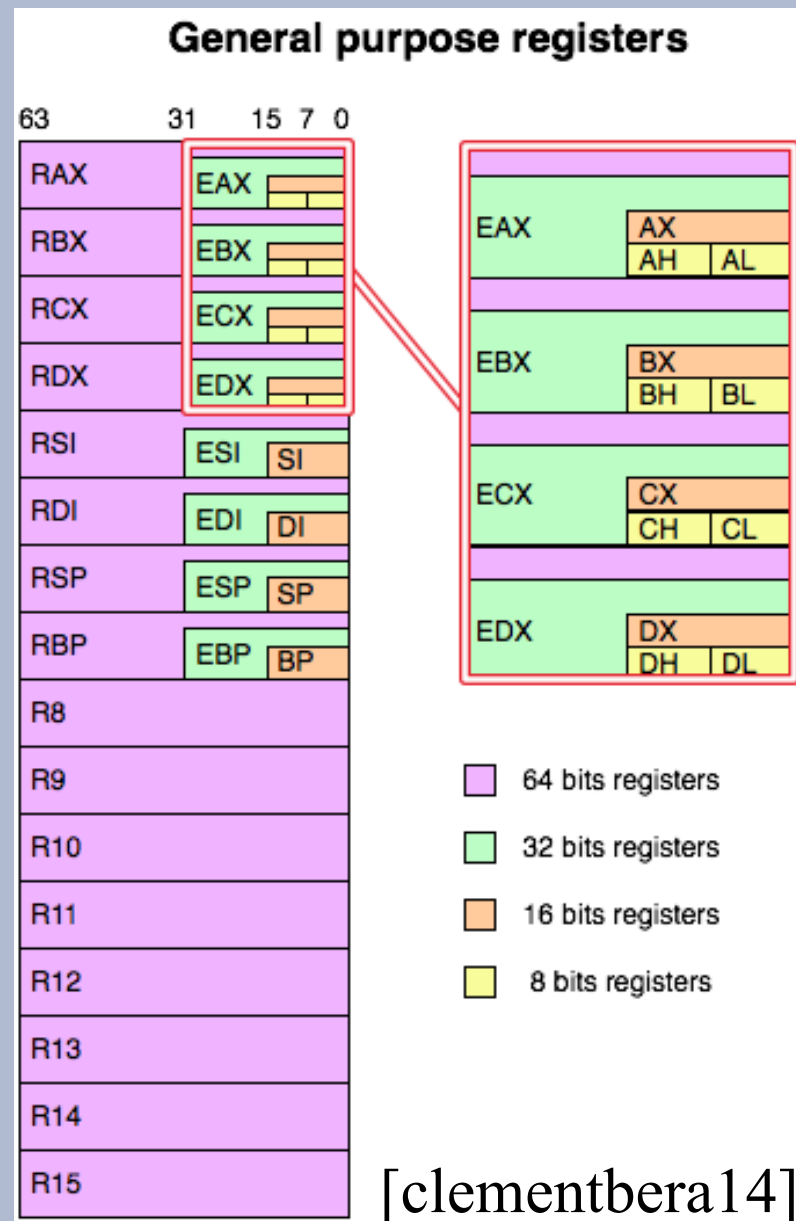 General purpose registers
63 31 15 7 0
RAX EAX
RBX EBX
RCX ECX
RDX EDX
RSI ESI SI
RDI EDI DI
RSP ESP SP
RBP EBP BP
R8
R9
R10
R11
R12
R13
R14
R15
EAX AX
AH AL
EBX BX
BH BL
ECX CX
CH CL
EDX DX
DH DL
64 bits registers
32 bits registers
16 bits registers
8 bits registers
[clementbera14]